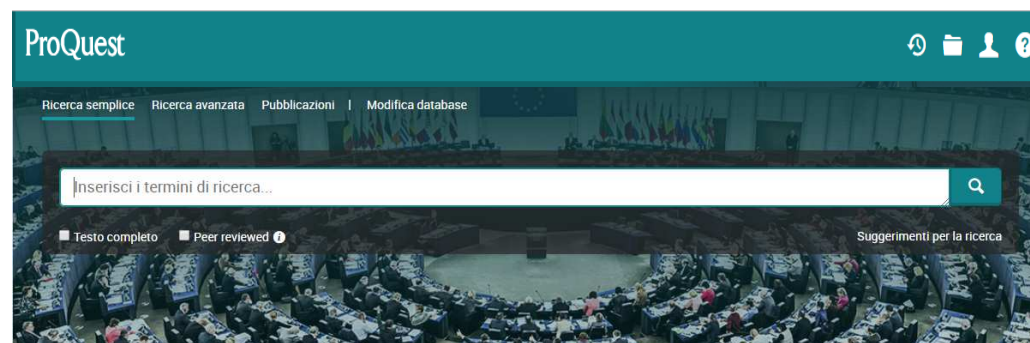 ProQuest
?
Ricerca semplice Ricerca avanzata Pubblicazioni | Modifica database
Inserisci i termini di ricerca...
Testo completo Peer reviewed i
Suggerimenti per la ricerca